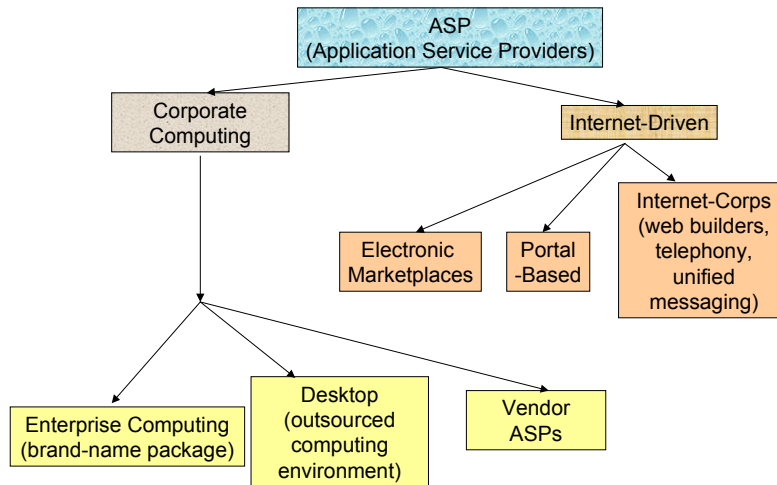 ASP
(Application Service Providers)
Corporate
Computing
Internet-Driven
Electronic
Marketplaces
Portal
-Based
Internet-Corps
(web builders,
telephony,
unified
messaging)
Enterprise Computing
(brand-name package)
Desktop
(outsourced
computing
environment)
Vendor
ASPs